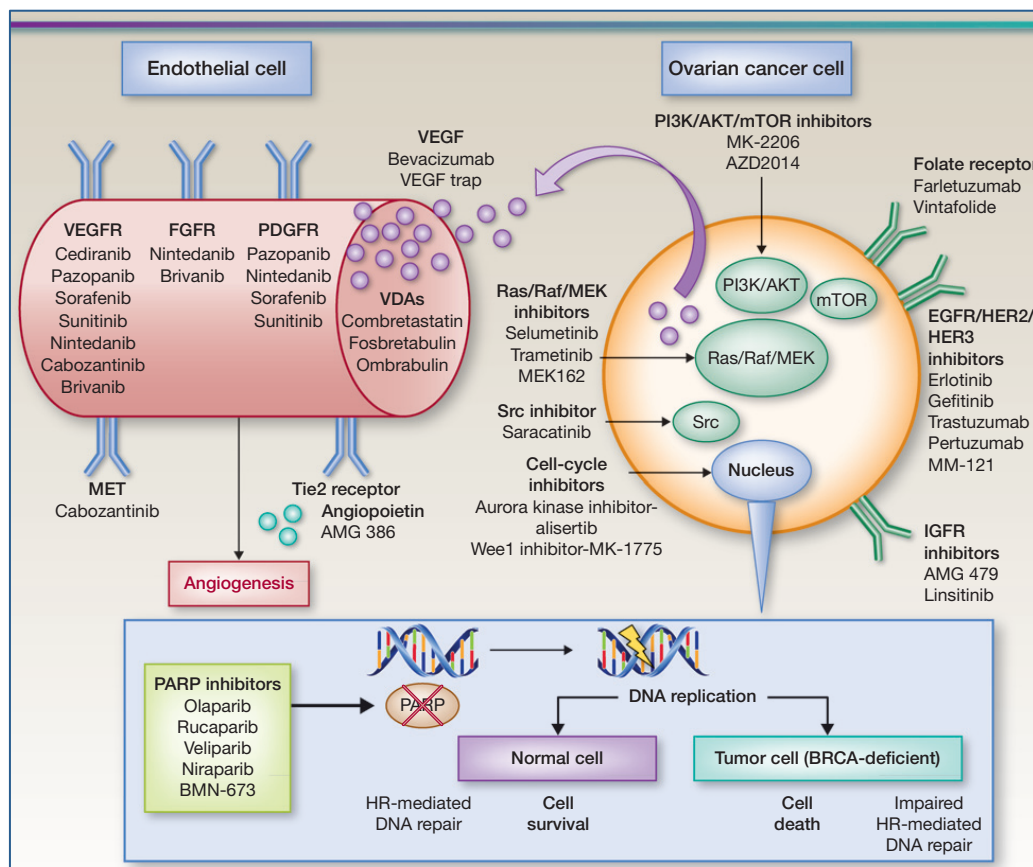 Endothelial cell
Ovarian cancer cell
VEGF
Bevacizumab
VEGF trap
PI3K/AKT/mTOR inhibitors
MK-2206
AZD2014
Folate receptor
Farletuzumab
Vintafolide
VEGFR
Cediranib
Pazopanib
Sorafenib
Sunitinib
Nintedanib
Cabozantinib
Brivanib
FGFR
Nintedanib
Brivanib
PDGFR
Pazopanib
Nintedanib
Sorafenib
Sunitinib
VDAs
Combretastatin
Fosbretabulin
Ombrabulin
Ras/Raf/MEK
inhibitors
Selumetinib
Trametinib
MEK162
PI3K/AKT
mTOR
Ras/Raf/MEK
EGFR/HER2/
HER3
inhibitors
Erlotinib
Gefitinib
Trastuzumab
Pertuzumab
MM-121
Src inhibitor
Saracatinib
Src
Cell-cycle
inhibitors
Aurora kinase inhibitor-
alisertib
Wee1 inhibitor-MK-1775
Nucleus
MET
Cabozantinib
Tie2 receptor
Angiopoietin
AMG 386
IGFR
inhibitors
AMG 479
Linsitinib
Angiogenesis
PARP inhibitors
Olaparib
Rucaparib
Veliparib
Niraparib
BMN-673
PARP
DNA replication
Normal cell
Tumor cell (BRCA-deficient)
HR-mediated
DNA repair
Cell
survival
Cell
death
Impaired
HR-mediated
DNA repair